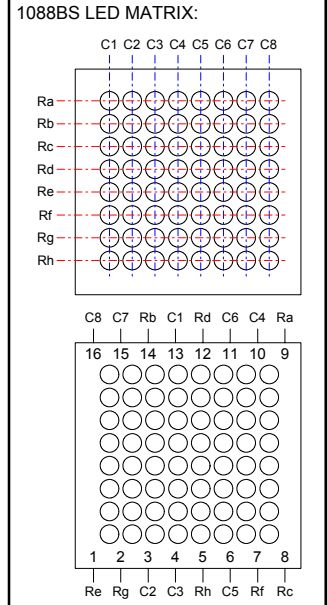 1088BS LED MATRIX:
C1 C2 C3 C4 C5 C6 C7 C8
Ra
Rb
Rc
Rd
Re
Rf
Rg
Rh
C8 C7 Rb C1 Rd C6 C4 Ra
16 15 14 13 12 11 10 9
1 2 3 4 5 6 7 8
Re Rg C2 C3 Rh C5 Rf Rc